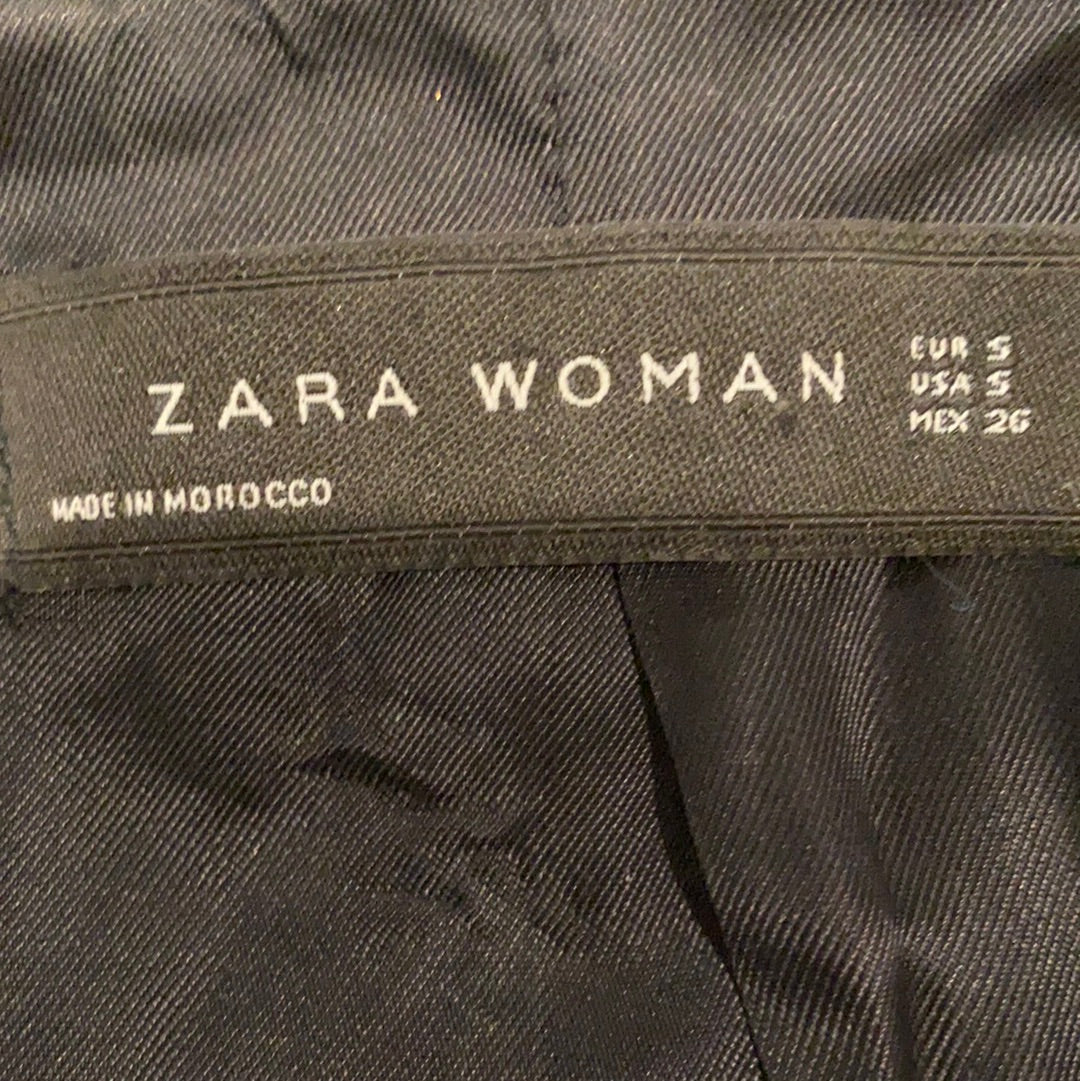 ZARA WOMAN
EUR S
USA S
MEX 26
MADE IN MOROCCO